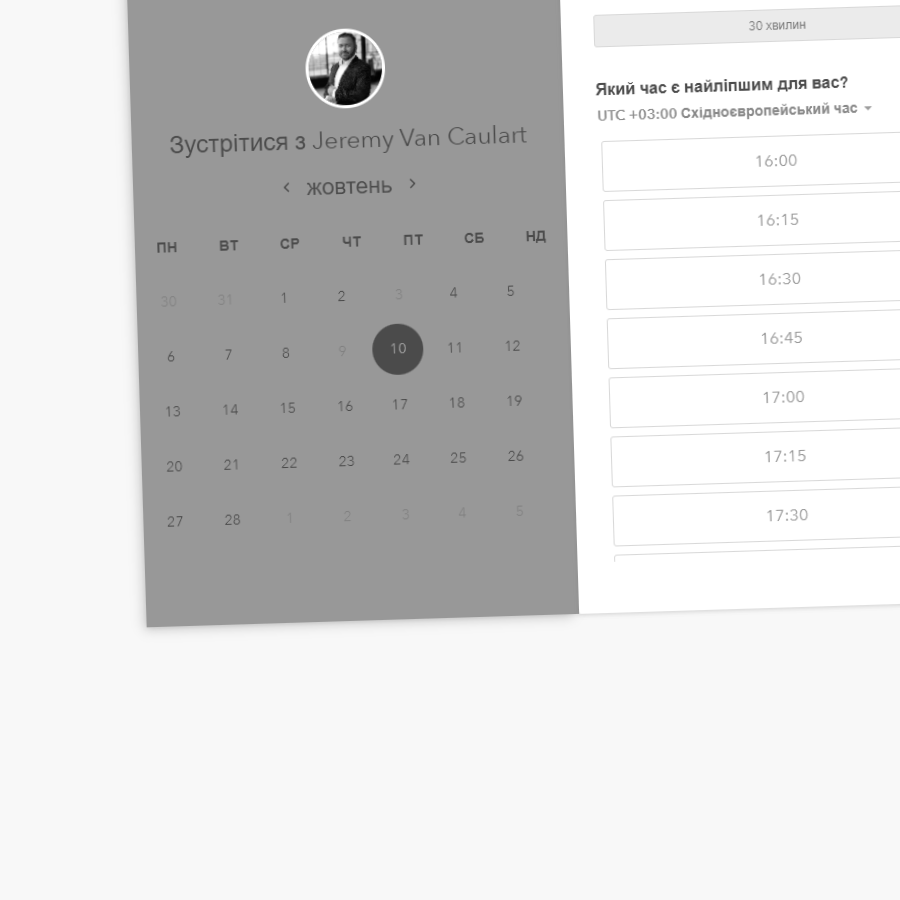 Зустрітися з Jeremy Van Caulart
‹ жовтень ›
ПН ВТ СР ЧТ ПТ СБ НД
30 31 1 2 3 4 5
6 7 8 9 10 11 12
13 14 15 16 17 18 19
20 21 22 23 24 25 26
27 28 1 2 3 4 5
30 хвилин
Який час є найліпшим для вас?
UTC +03:00 Східноєвропейський час
16:00
16:15
16:30
16:45
17:00
17:15
17:30